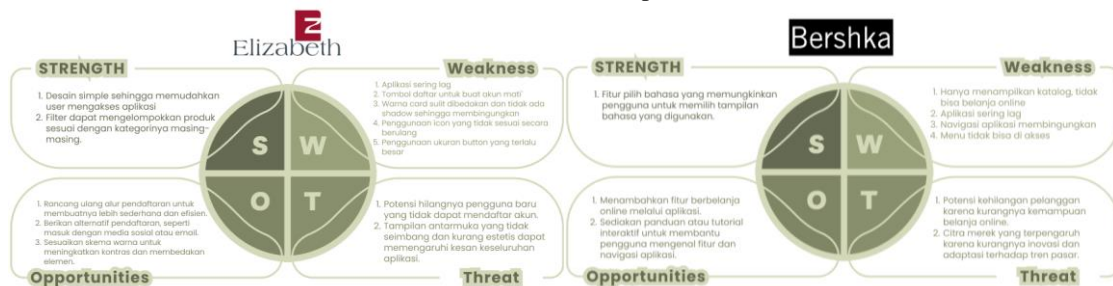 Elizabeth
STRENGTH
1. Desain simple sehingga memudahkan
user mengakses aplikasi
2. Filter dapat mengelompokkan produk
sesuai dengan kategorinya masing-
masing.
Weakness
1. Aplikasi sering lag
2. Tombol daftar untuk buat akun mati
3. Warna card sulit dibedakan dan tidak ada
shadow sehingga membingungkan
4. Penggunaan icon yang tidak sesuai secara
berulang
5. Penggunaan ukuran button yang terlalu
besar
S W
O T
1. Rancang ulang alur pendaftaran untuk
membuatnya lebih sederhana dan efisien.
2. Berikan alternatif pendaftaran, seperti
masuk dengan media sosial atau email.
3. Sesuaikan skema warna untuk
meningkatkan kontras dan membedakan
elemen.
Opportunities
1. Potensi hilangnya pengguna baru
yang tidak dapat mendaftar akun.
2. Tampilan antarmuka yang tidak
seimbang dan kurang estetis dapat
memengaruhi kesan keseluruhan
aplikasi.
Threat
Bershka
STRENGTH
1. Fitur pilih bahasa yang memungkinkan
pengguna untuk memilih tampilan
bahasa yang digunakan.
Weakness
1. Hanya menampilkan katalog, tidak
bisa belanja online
2. Aplikasi sering lag
3. Navigasi aplikasi membingungkan
4. Menu tidak bisa di akses
S W
O T
1. Menambahkan fitur berbelanja
online melalui aplikasi.
2. Sediakan panduan atau tutorial
interaktif untuk membantu
pengguna mengenal fitur dan
navigasi aplikasi.
Opportunities
1. Potensi kehilangan pelanggan
karena kurangnya kemampuan
belanja online.
2. Citra merek yang terpengaruh
karena kurangnya inovasi dan
adaptasi terhadap tren pasar.
Threat